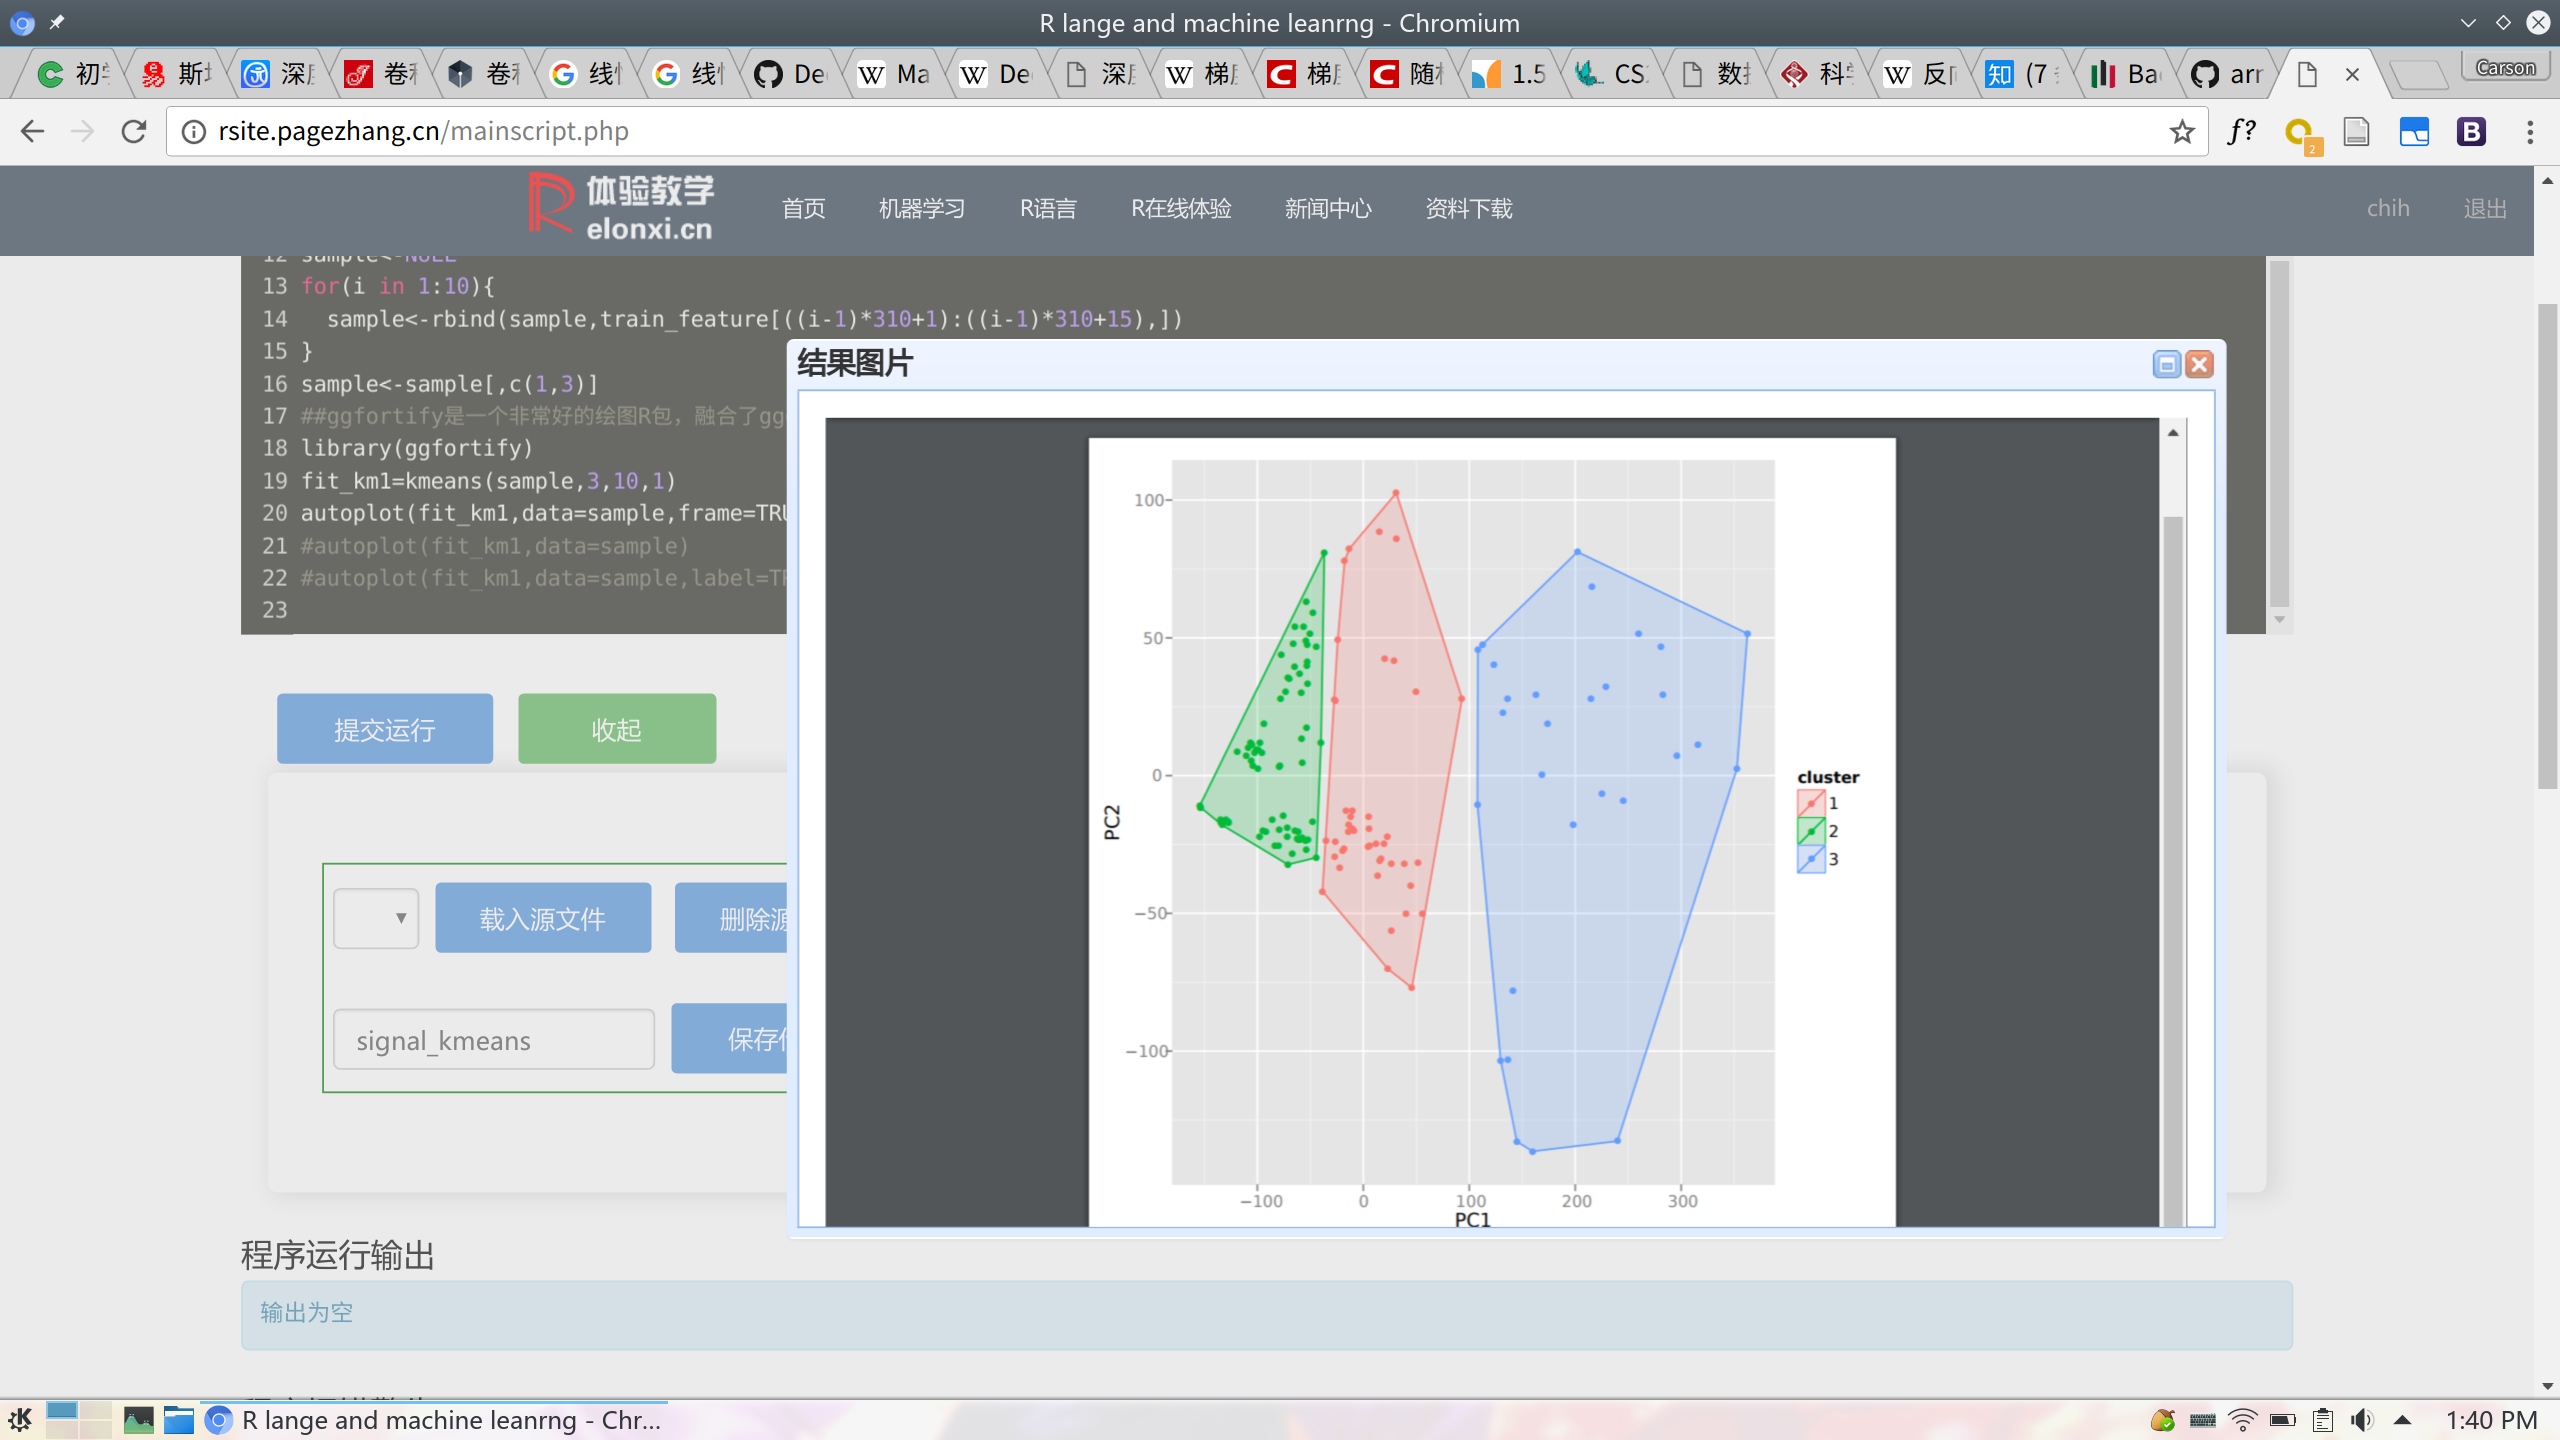 R lange and machine leanrng - Chromium
初 斯 深 卷 卷 线 线 De Ma De 深 梯 梯 随 1.5 CS 数 科 反 (7 Ba arr
Carson
rsite.pagezhang.cn/mainscript.php
f?
2
B
R 体验教学
elonxi.cn
首页 机器学习 R语言 R在线体验 新闻中心 资料下载 chih 退出
12 sample<-NULL
13 for(i in 1:10){
14 sample<-rbind(sample,train_feature[((i-1)*310+1):((i-1)*310+15),])
15 }
16 sample<-sample[,c(1,3)]
17 ##ggfortify是一个非常好的绘图R包，融合了gg
18 library(ggfortify)
19 fit_km1=kmeans(sample,3,10,1)
20 autoplot(fit_km1,data=sample,frame=TRU
21 #autoplot(fit_km1,data=sample)
22 #autoplot(fit_km1,data=sample,label=T
23
结果图片
100
50
0
−50
−100
PC2
−100 0 100 200 300
PC1
cluster
1
2
3
提交运行 收起
载入源文件 删除源
signal_kmeans 保存
程序运行输出
输出为空
R lange and machine leanrng - Chr...
1:40 PM